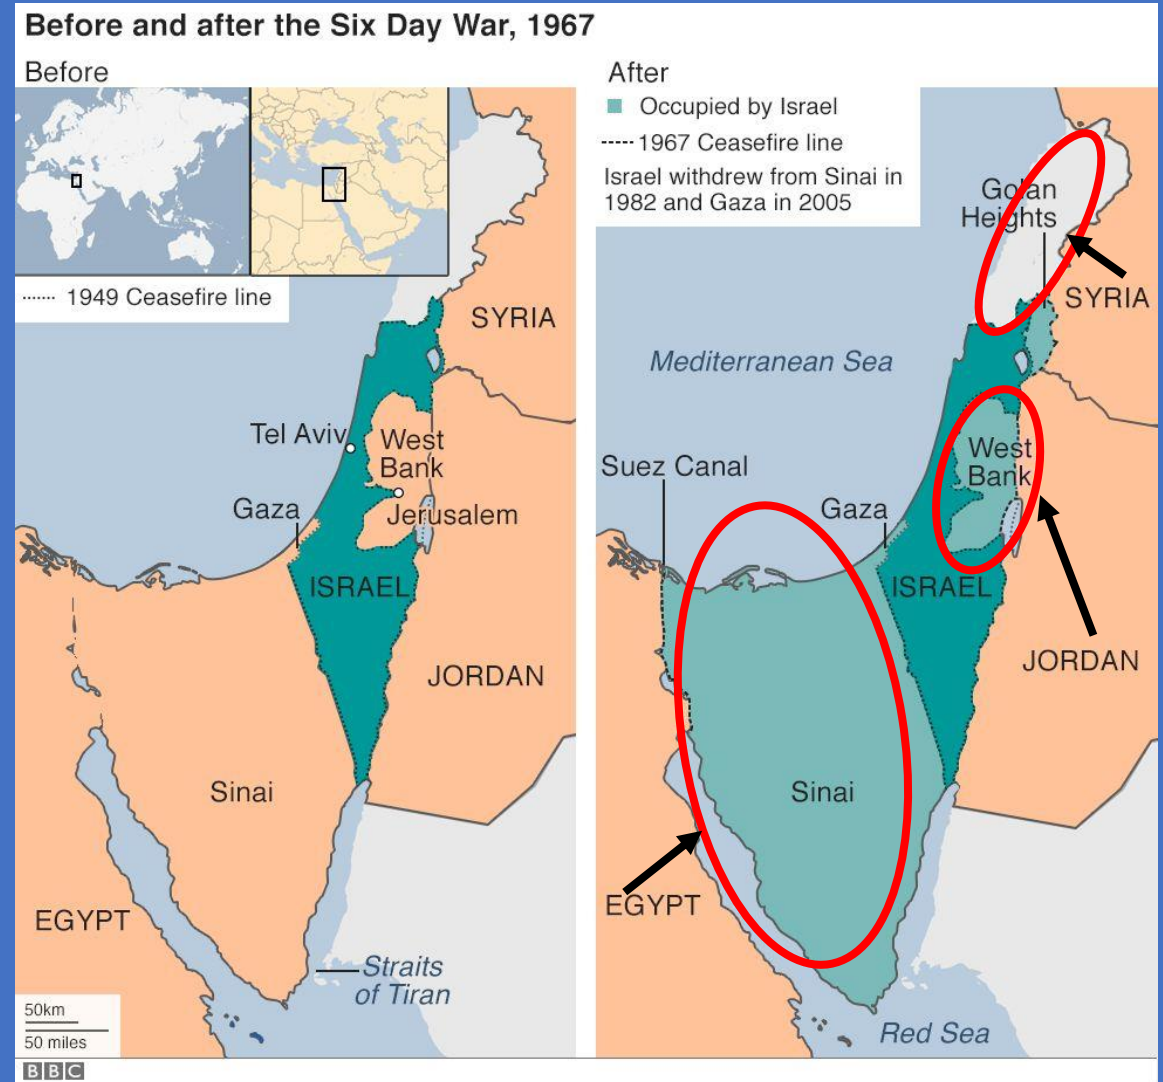 Before and after the Six Day War, 1967
Before
1949 Ceasefire line
SYRIA
Tel Aviv
West
Bank
Gaza
Jerusalem
ISRAEL
JORDAN
Sinai
EGYPT
Straits
of Tiran
50km
50 miles
After
Occupied by Israel
1967 Ceasefire line
Israel withdrew from Sinai in
1982 and Gaza in 2005
Golan
Heights
SYRIA
Mediterranean Sea
West
Bank
Suez Canal
Gaza
ISRAEL
JORDAN
Sinai
EGYPT
Red Sea
BBC